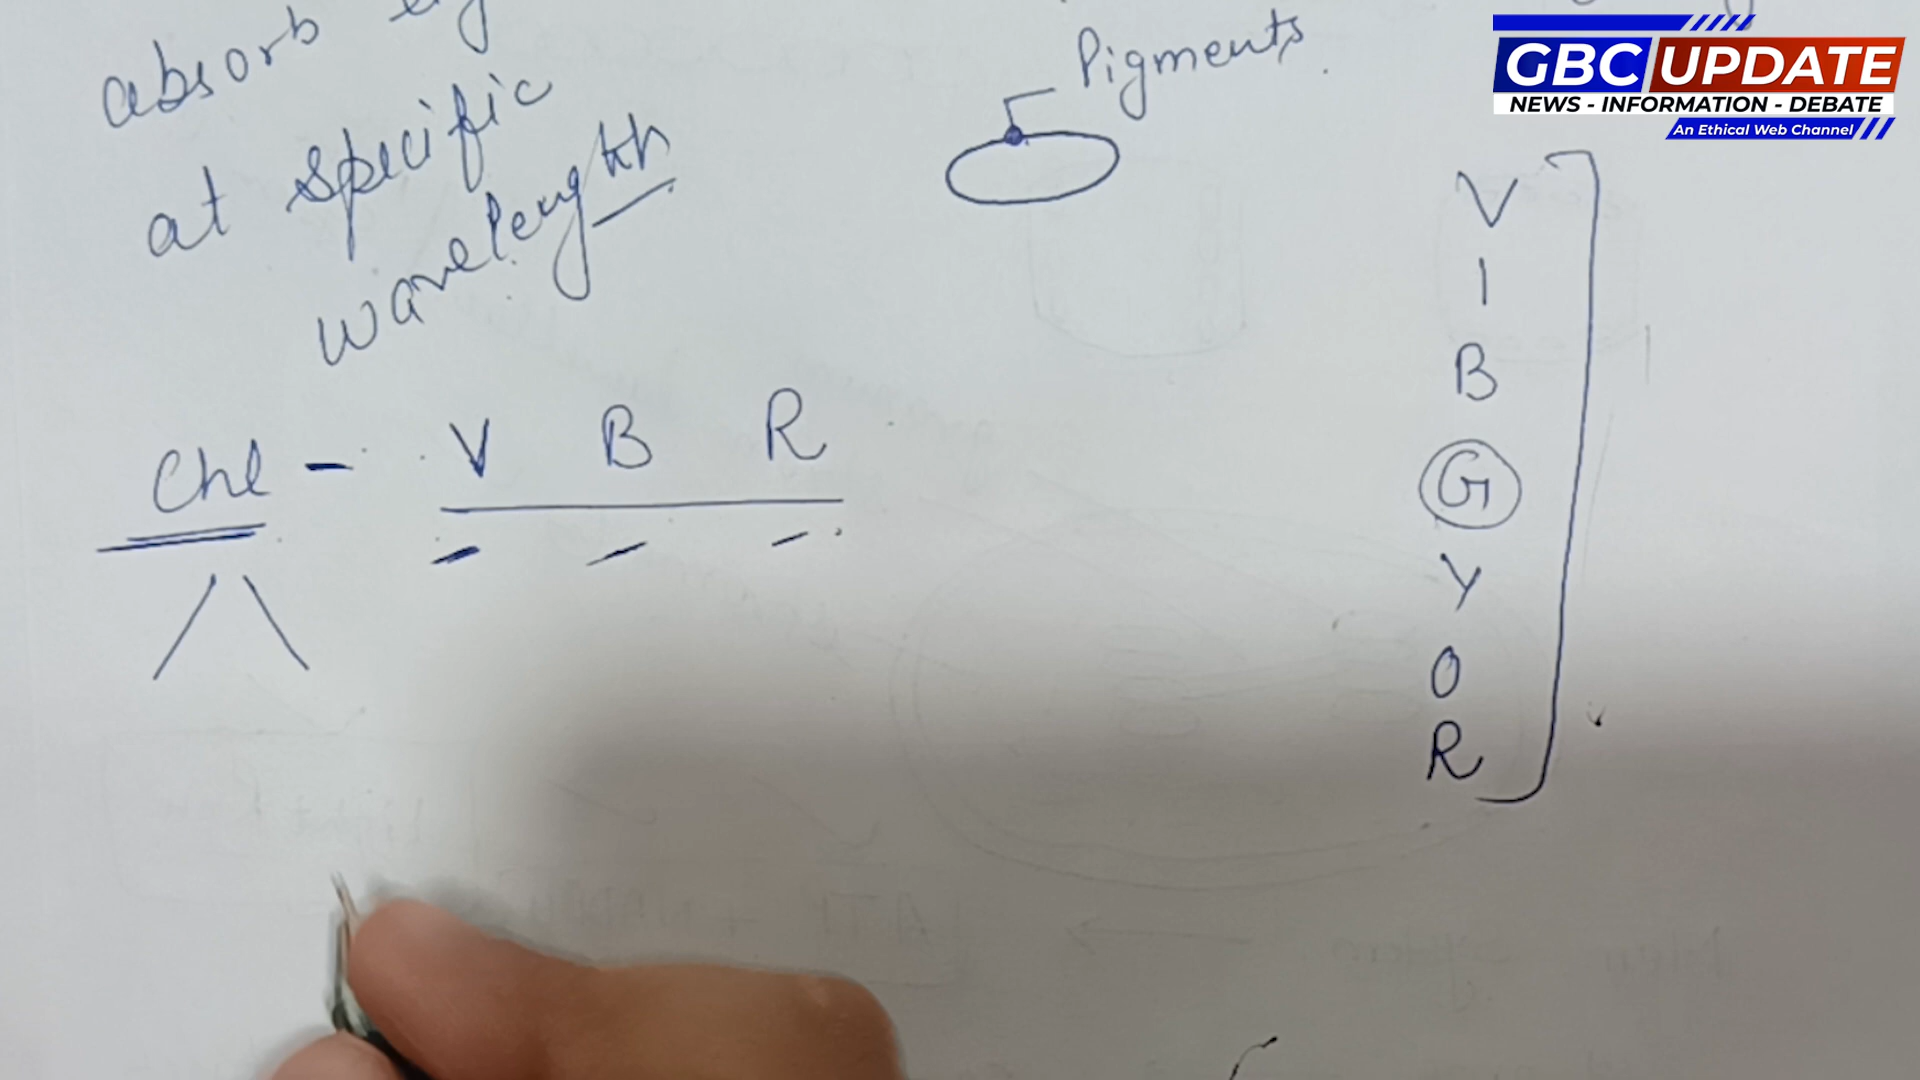 absorb
at specific
wavelength
Pigments
Chl - V B R
V
I
B
G
Y
O
R
GBC UPDATE
NEWS - INFORMATION - DEBATE
An Ethical Web Channel